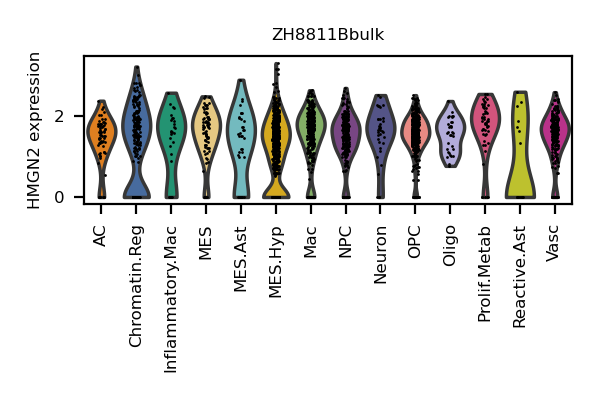 ZH8811Bbulk
HMGN2 expression
2
0
AC
Chromatin.Reg
Inflammatory.Mac
MES
MES.Ast
MES.Hyp
Mac
NPC
Neuron
OPC
Oligo
Prolif.Metab
Reactive.Ast
Vasc